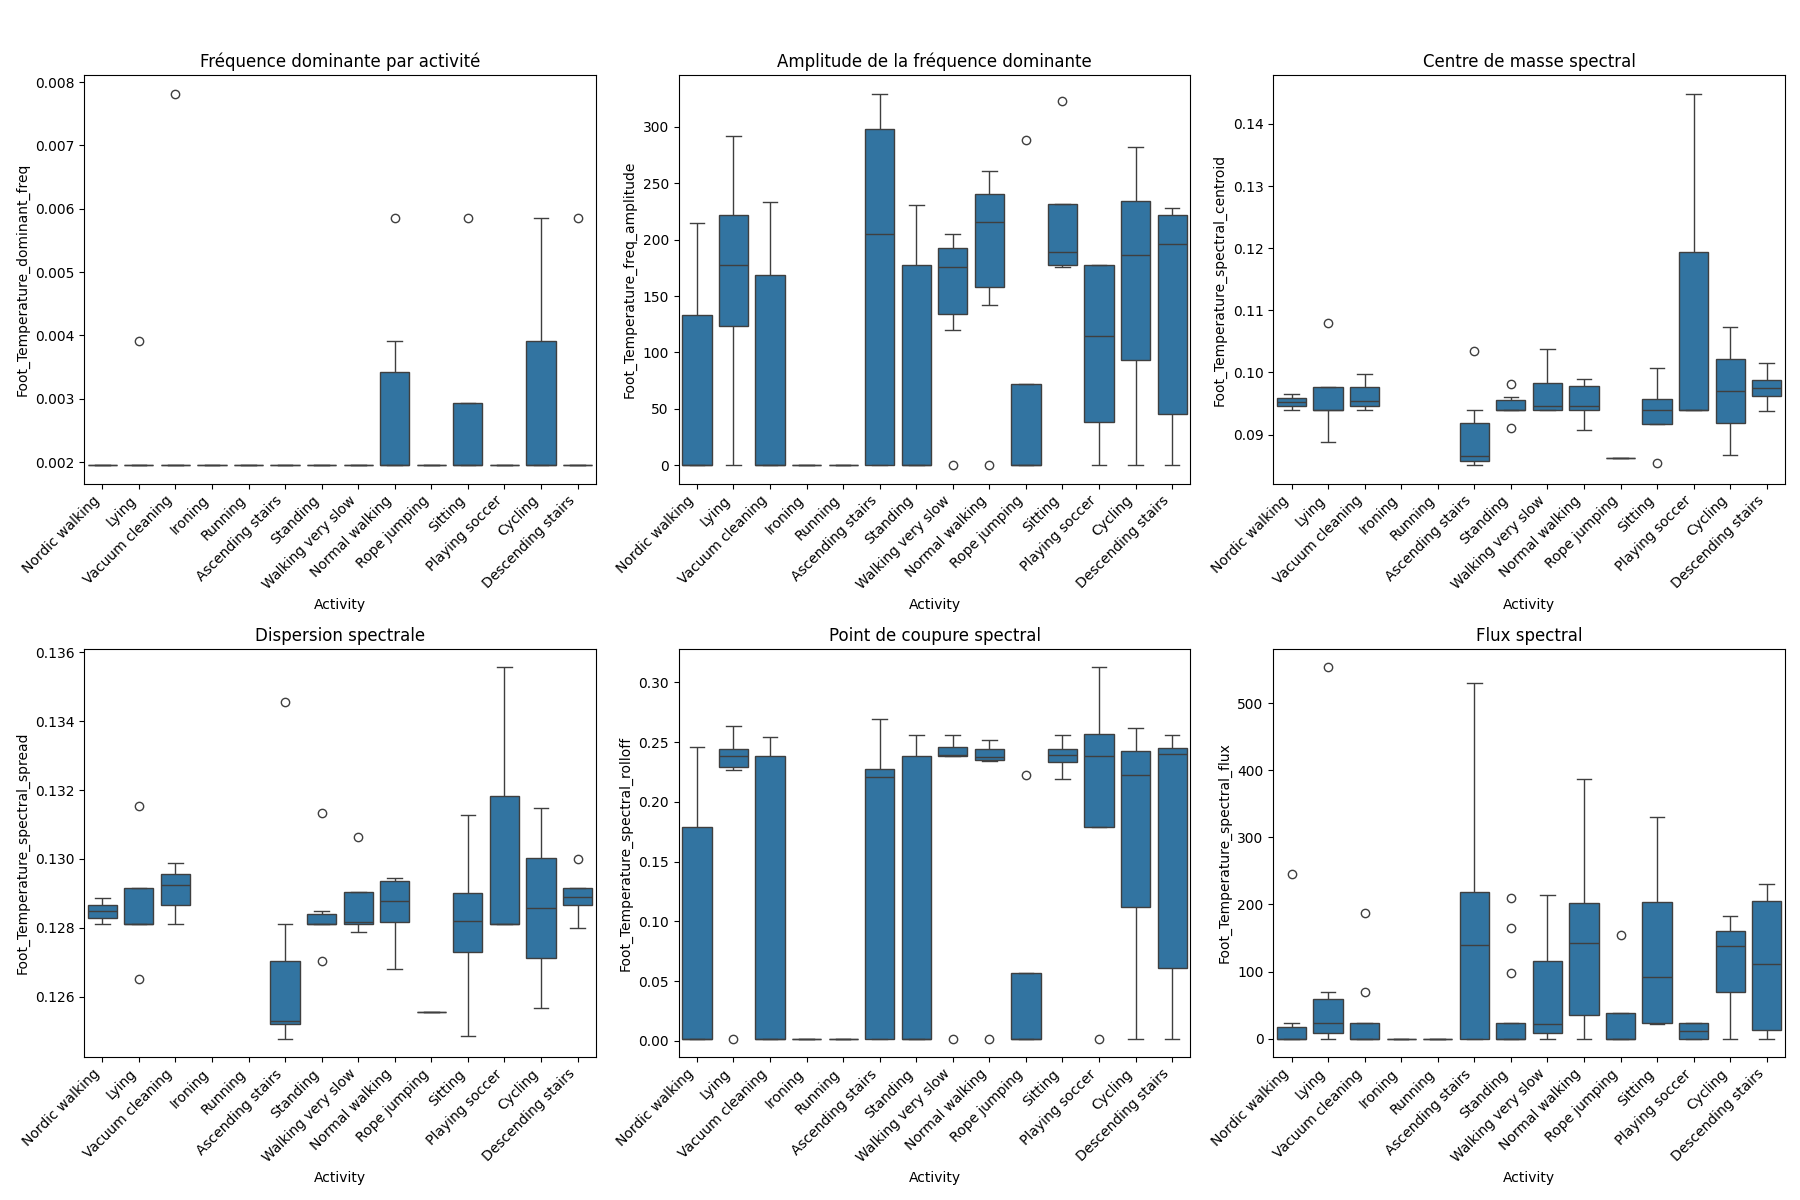 Fréquence dominante par activité
Foot_Temperature_dominant_freq
0.008
0.007
0.006
0.005
0.004
0.003
0.002
Nordic walking
Lying
Vacuum cleaning
Ironing
Running
Ascending stairs
Standing
Walking very slow
Normal walking
Rope jumping
Sitting
Playing soccer
Cycling
Descending stairs
Activity
Amplitude de la fréquence dominante
Foot_Temperature_freq_amplitude
300
250
200
150
100
50
0
Nordic walking
Lying
Vacuum cleaning
Ironing
Running
Ascending stairs
Standing
Walking very slow
Normal walking
Rope jumping
Sitting
Playing soccer
Cycling
Descending stairs
Activity
Centre de masse spectral
Foot_Temperature_spectral_centroid
0.14
0.13
0.12
0.11
0.10
0.09
Nordic walking
Lying
Vacuum cleaning
Ironing
Running
Ascending stairs
Standing
Walking very slow
Normal walking
Rope jumping
Sitting
Playing soccer
Cycling
Descending stairs
Activity
Dispersion spectrale
Foot_Temperature_spectral_spread
0.136
0.134
0.132
0.130
0.128
0.126
Nordic walking
Lying
Vacuum cleaning
Ironing
Running
Ascending stairs
Standing
Walking very slow
Normal walking
Rope jumping
Sitting
Playing soccer
Cycling
Descending stairs
Activity
Point de coupure spectral
Foot_Temperature_spectral_rolloff
0.30
0.25
0.20
0.15
0.10
0.05
0.00
Nordic walking
Lying
Vacuum cleaning
Ironing
Running
Ascending stairs
Standing
Walking very slow
Normal walking
Rope jumping
Sitting
Playing soccer
Cycling
Descending stairs
Activity
Flux spectral
Foot_Temperature_spectral_flux
500
400
300
200
100
0
Nordic walking
Lying
Vacuum cleaning
Ironing
Running
Ascending stairs
Standing
Walking very slow
Normal walking
Rope jumping
Sitting
Playing soccer
Cycling
Descending stairs
Activity